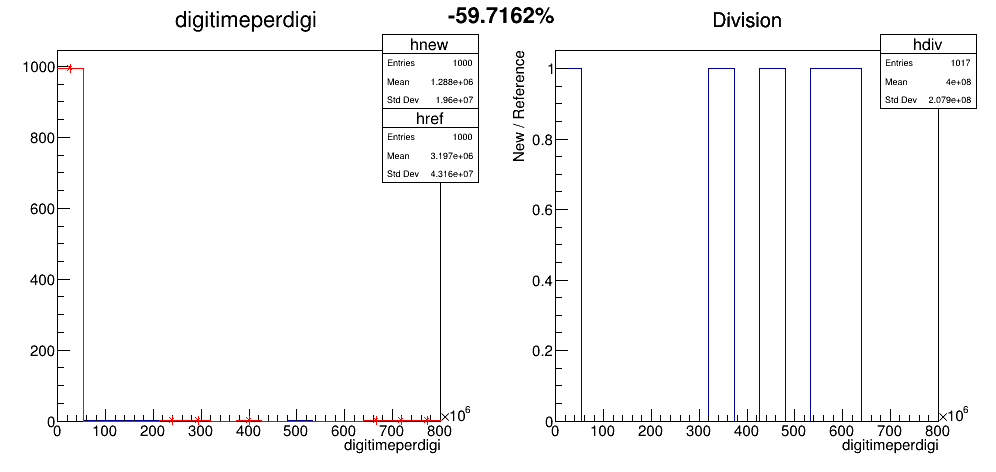 digitimeperdigi
-59.7162%
Division
hnew
Entries 1000
Mean 1.288e+06
Std Dev 1.96e+07
href
Entries 1000
Mean 3.197e+06
Std Dev 4.316e+07
1000
800
600
400
200
0
0 100 200 300 400 500 600 700 800
×10⁶
digitimeperdigi
hdiv
Entries 1017
Mean 4e+08
Std Dev 2.079e+08
New / Reference
1
0.8
0.6
0.4
0.2
0
0 100 200 300 400 500 600 700 800
×10⁶
digitimeperdigi